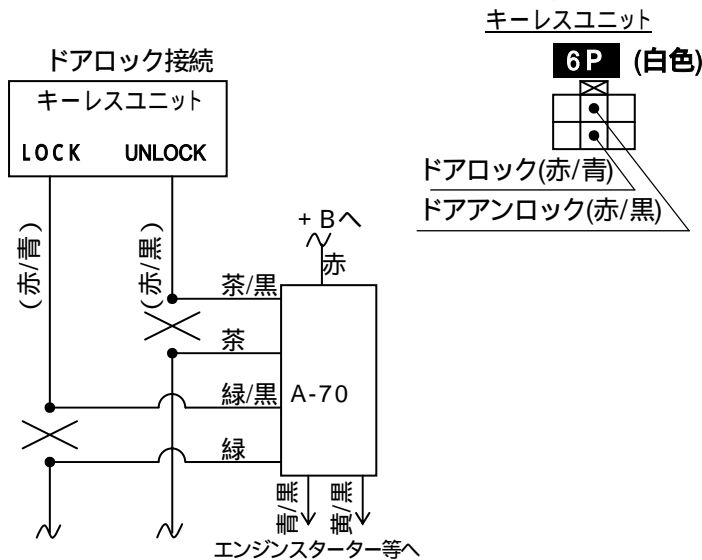 キーレスユニット
6P (白色)
ドアロック(赤/青)
ドアアンロック(赤/黒)
ドアロック接続
キーレスユニット
LOCK UNLOCK
(赤/青)
(赤/黒)
+Bへ
赤
茶/黒
茶
緑/黒
緑
A-70
青/黒
黄/黒
エンジンスターター等へ